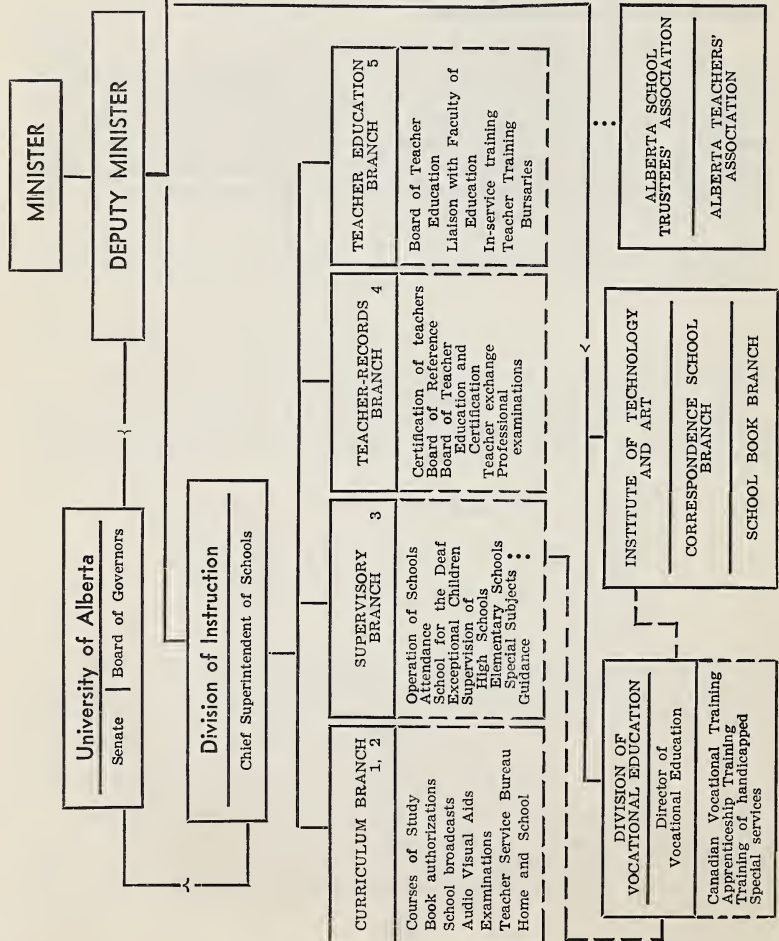 MINISTER
DEPUTY MINISTER
University of Alberta
Senate
Board of Governors
Division of Instruction
Chief Superintendent of Schools
CURRICULUM BRANCH
1, 2
Courses of Study
Book authorizations
School broadcasts
Audio Visual Aids
Examinations
Teacher Service Bureau
Home and School
SUPERVISORY
BRANCH
3
Operation of Schools
Attendance
School for the Deaf
Exceptional Children
Supervision of
High Schools
Elementary Schools
Special Subjects
Guidance
TEACHER-RECORDS
BRANCH
4
Certification of teachers
Board of Reference
Board of Teacher
Education and
Certification
Teacher exchange
Professional
examinations
TEACHER EDUCATION
BRANCH
5
Board of Teacher
Education
Liaison with Faculty of
Education
In-service training
Teacher Training
Bursaries
DIVISION OF
VOCATIONAL EDUCATION
Director of
Vocational Education
Canadian Vocational Training
Apprenticeship Training
Training of handicapped
Special services
INSTITUTE OF TECHNOLOGY
AND ART
CORRESPONDENCE SCHOOL
BRANCH
SCHOOL BOOK BRANCH
ALBERTA SCHOOL
TRUSTEES' ASSOCIATION
ALBERTA TEACHERS'
ASSOCIATION